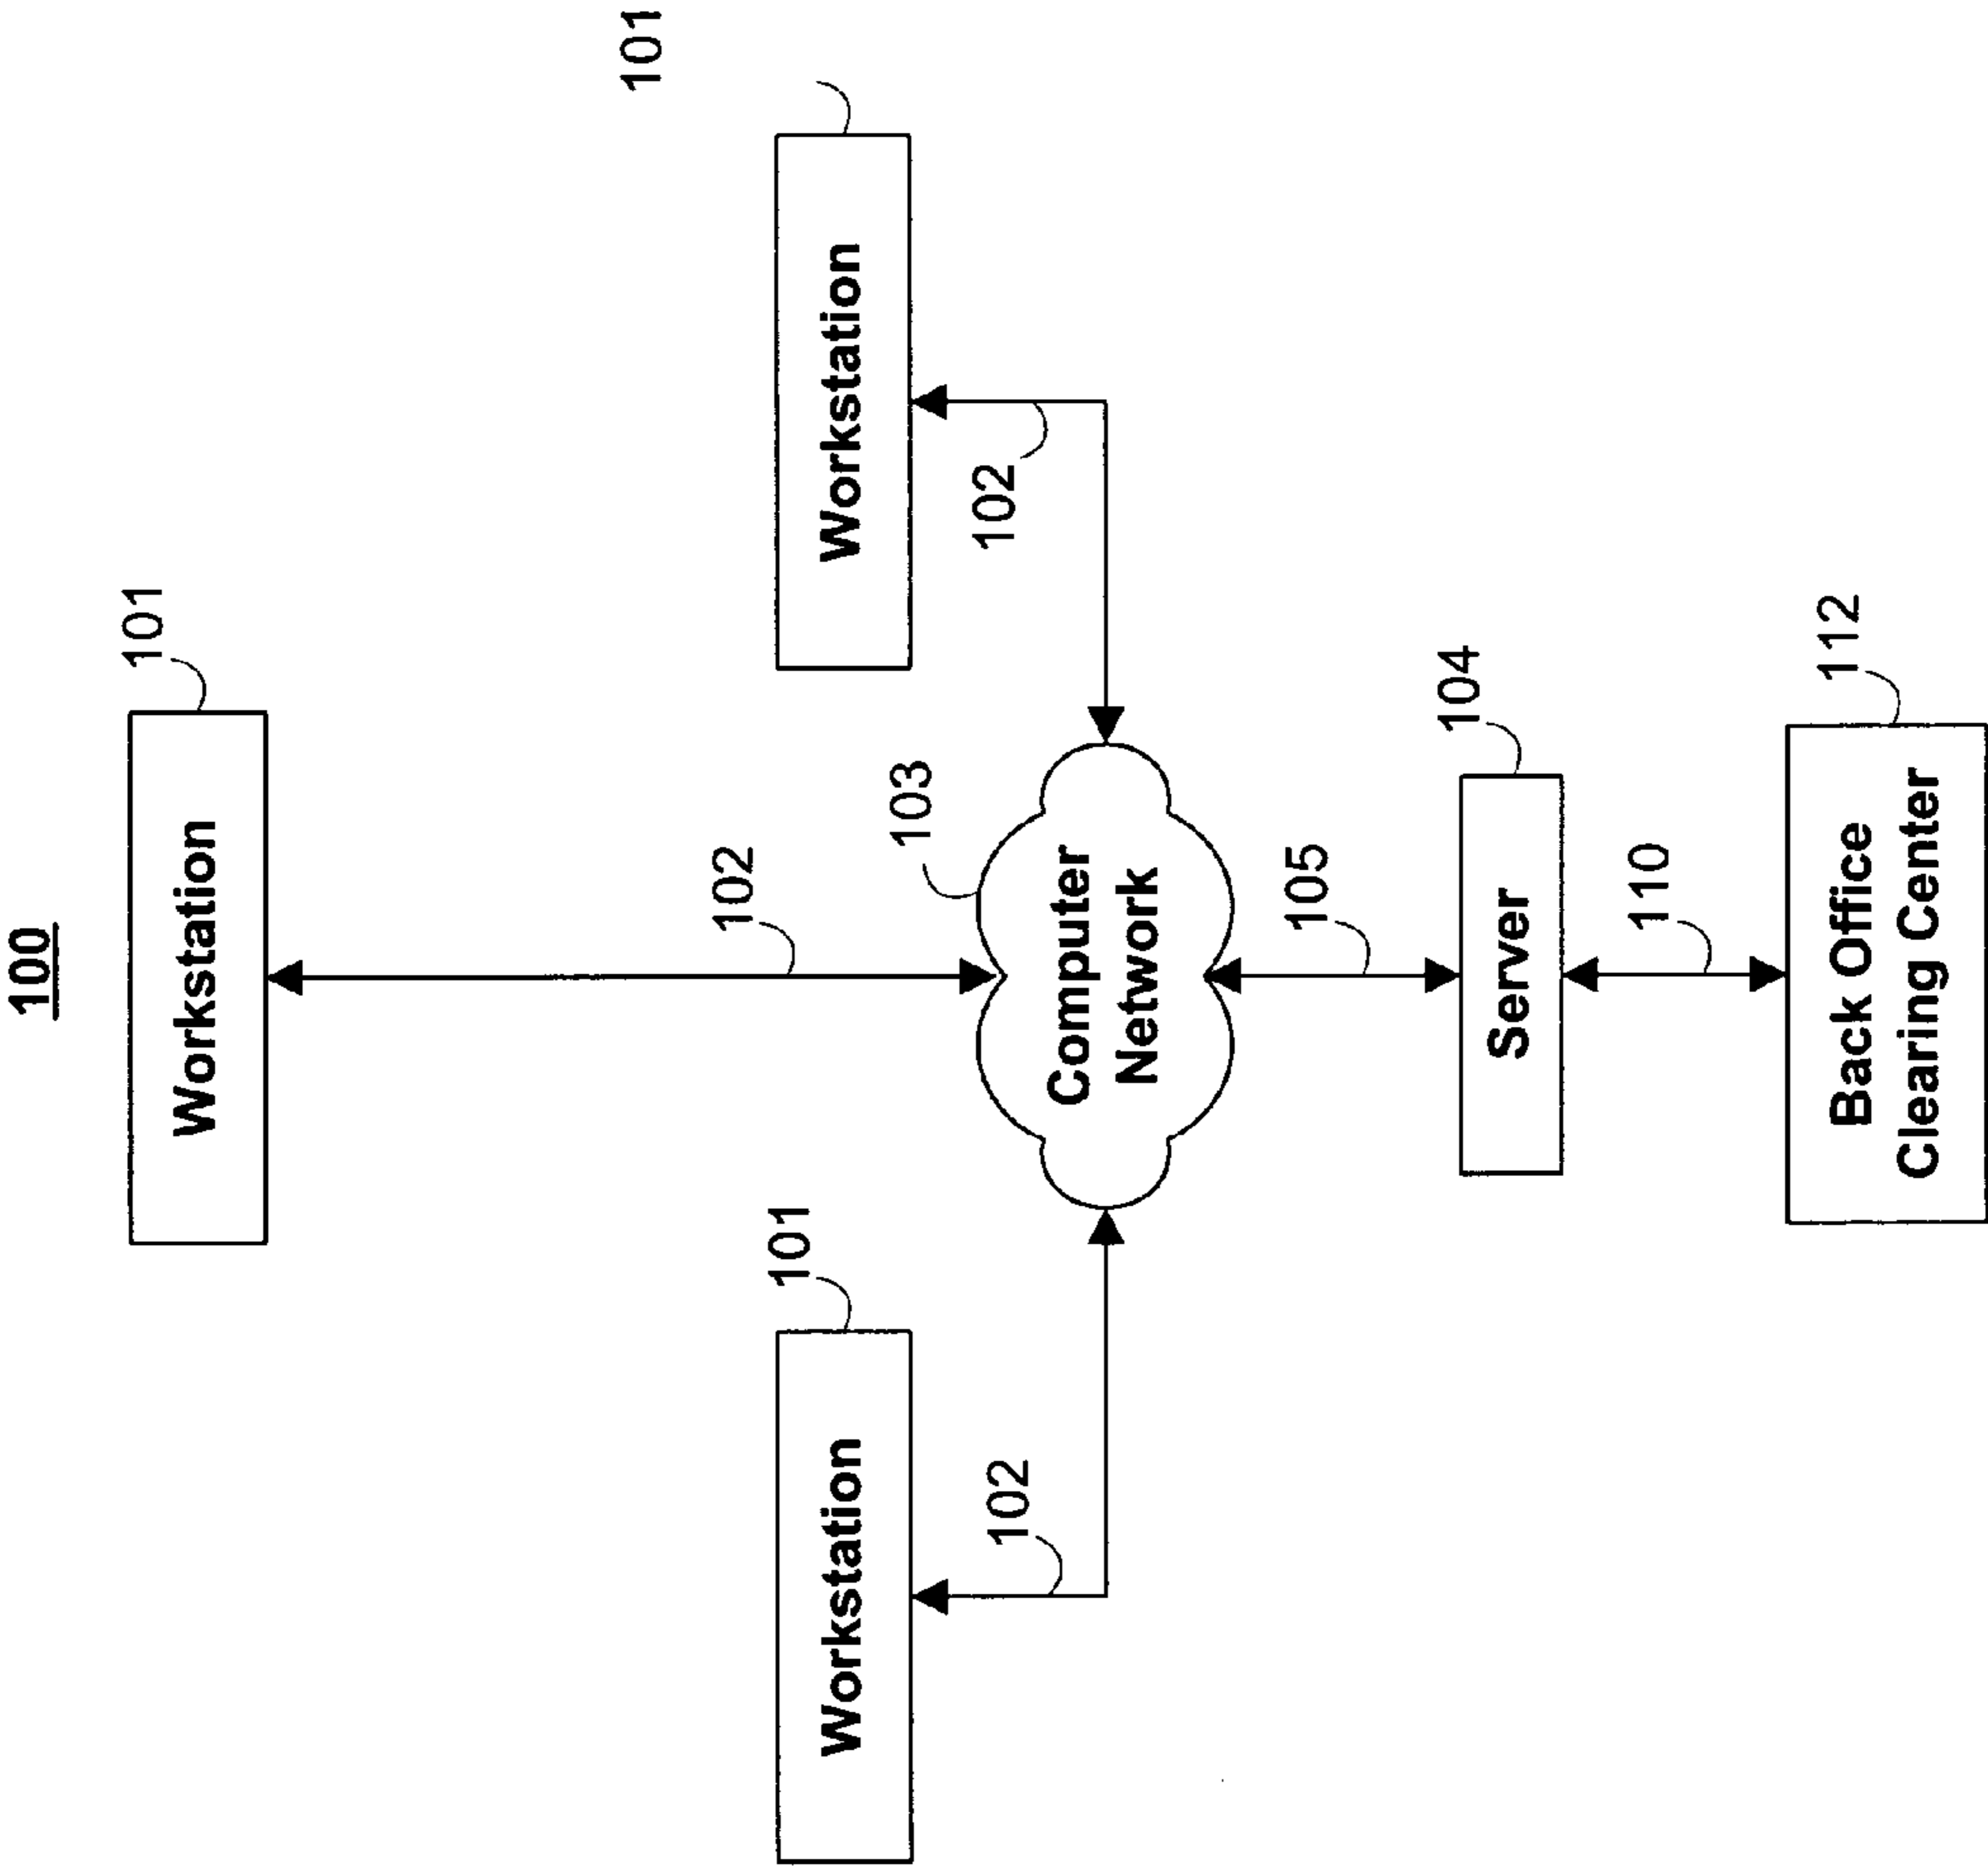 100
101
Workstation
102
101
Workstation
101
Workstation
102
102
103
Computer
Network
105
104
Server
110
112
Back Office
Clearing Center